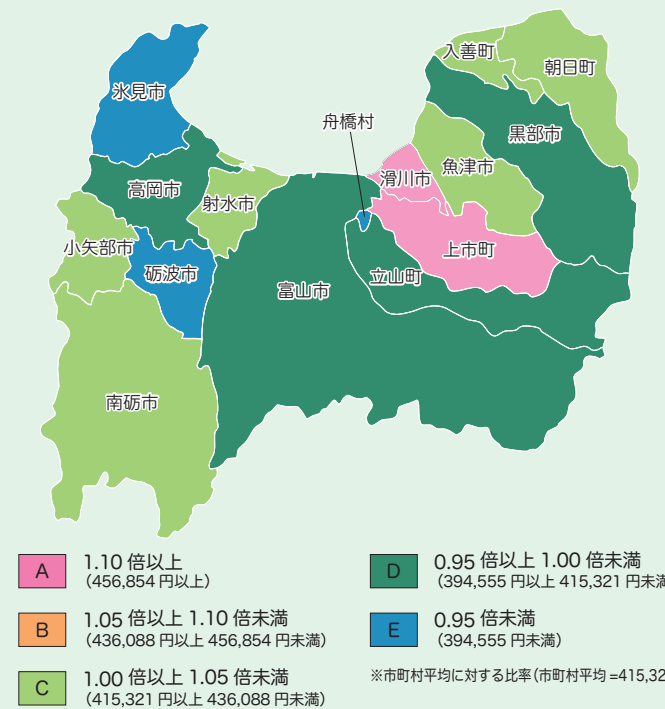 入善町
朝日町
氷見市
舟橋村
黒部市
魚津市
滑川市
高岡市
射水市
小矢部市
上市町
砺波市
立山町
富山市
南砺市
A 1.10 倍以上
(456,854 円以上)
B 1.05 倍以上 1.10 倍未満
(436,088 円以上 456,854 円未満)
C 1.00 倍以上 1.05 倍未満
(415,321 円以上 436,088 円未満)
D 0.95 倍以上 1.00 倍未満
(394,555 円以上 415,321 円未満
E 0.95 倍未満
(394,555 円未満)
※市町村平均に対する比率(市町村平均=415,32